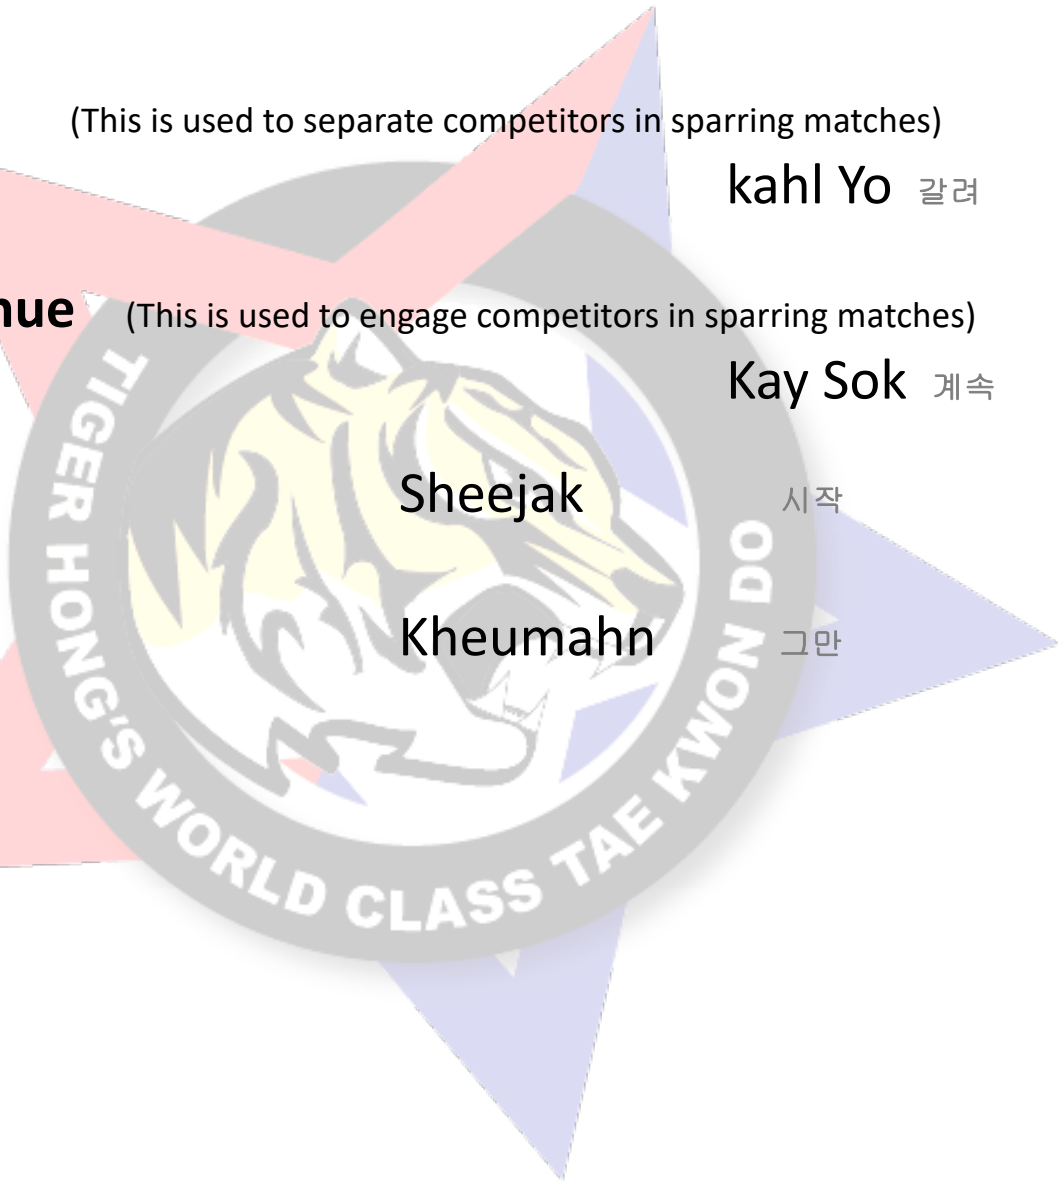 (This is used to separate competitors in sparring matches)
kahl Yo 갈려
nue (This is used to engage competitors in sparring matches)
Kay Sok 계속
Sheejak 시작
Kheumahn 그만
TIGER HONG'S WORLD CLASS TAE KWON DO